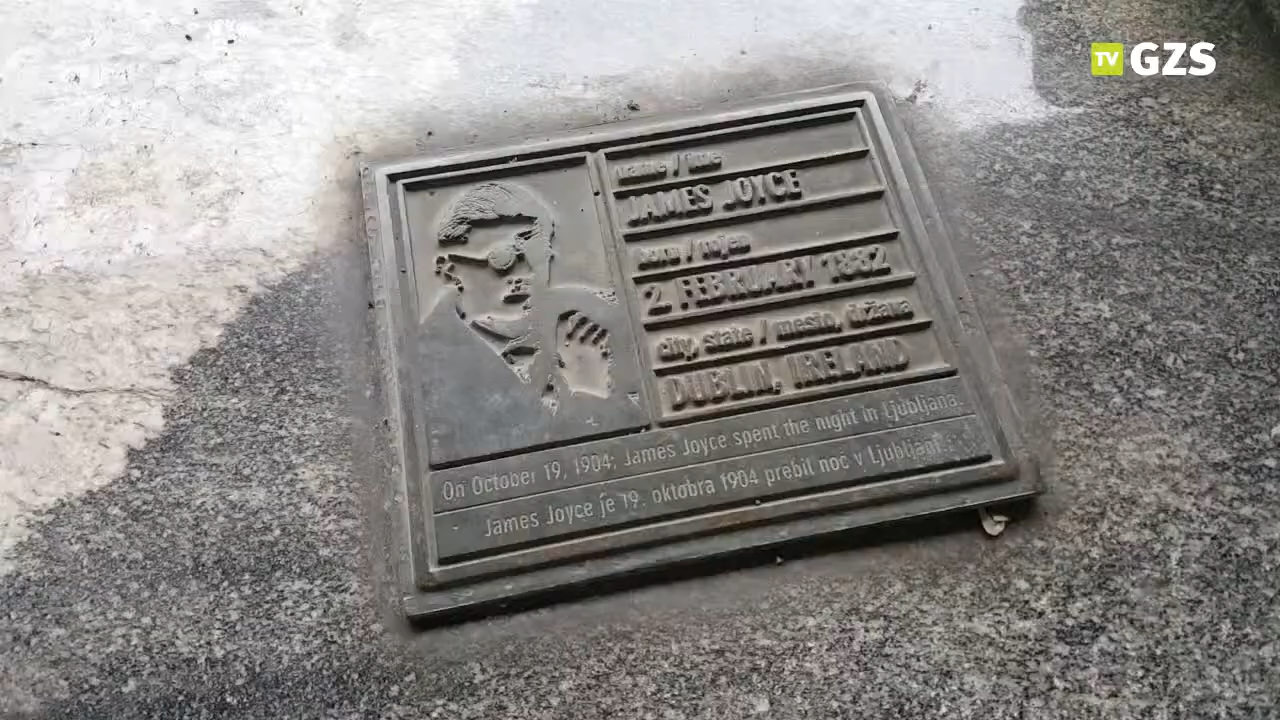 TV GZS
name / ime
JAMES JOYCE
born / rojen
2. FEBRUARY 1882
city, state / mesto, država
DUBLIN, IRELAND
On October 19, 1904, James Joyce spent the night in Ljubljana.
James Joyce je 19. oktobra 1904 prebil noč v Ljubljani.